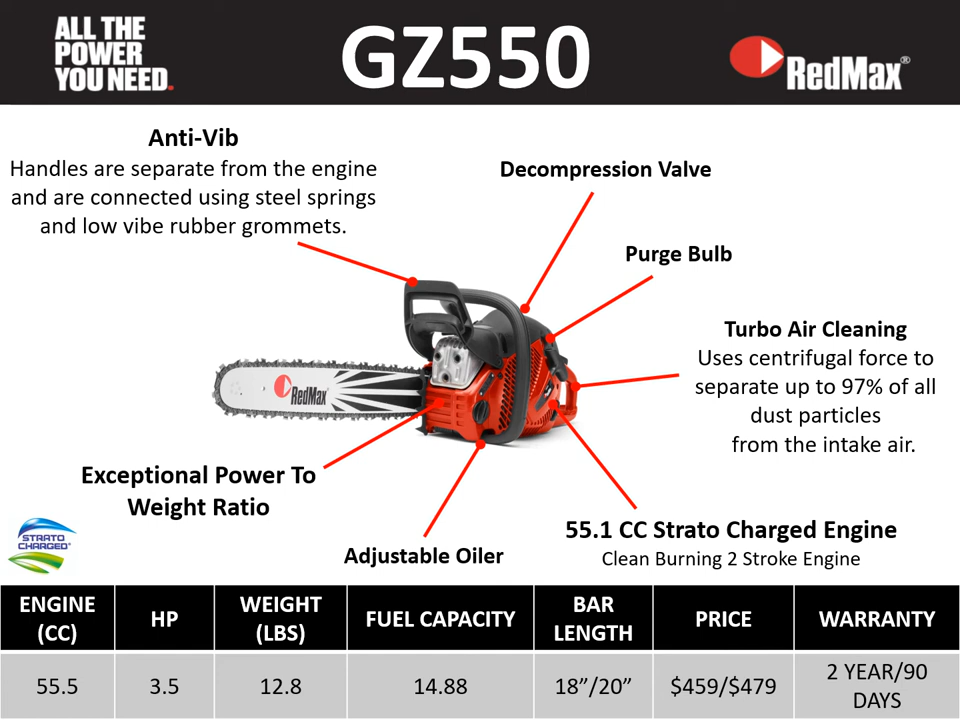 ALL THE
POWER
YOU NEED.
GZ550
RedMax®
Anti-Vib
Handles are separate from the engine
and are connected using steel springs
and low vibe rubber grommets.
Decompression Valve
Purge Bulb
Turbo Air Cleaning
Uses centrifugal force to
separate up to 97% of all
dust particles
from the intake air.
RedMax
Exceptional Power To
Weight Ratio
STRATO
CHARGED®
Adjustable Oiler
55.1 CC Strato Charged Engine
Clean Burning 2 Stroke Engine
ENGINE
(CC)
HP
WEIGHT
(LBS)
FUEL CAPACITY
BAR
LENGTH
PRICE
WARRANTY
55.5
3.5
12.8
14.88
18”/20”
$459/$479
2 YEAR/90
DAYS